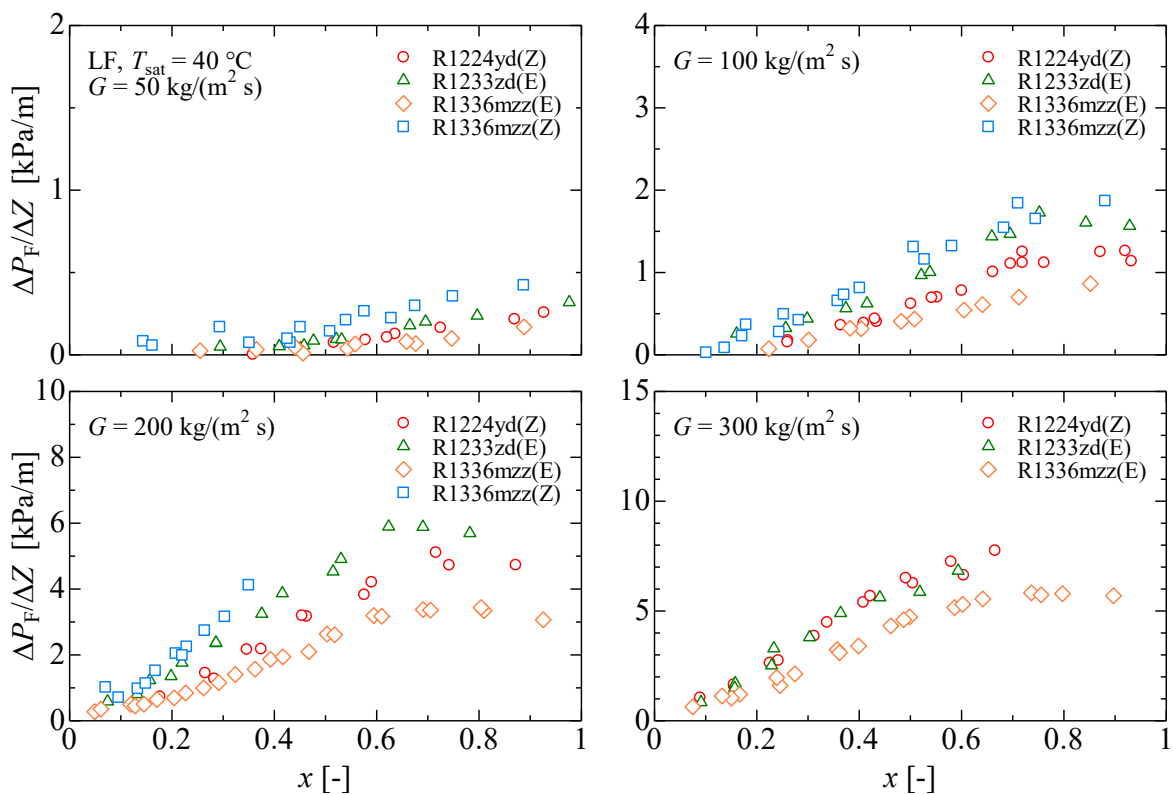 LF, T_sat = 40 °C
G = 50 kg/(m² s)
R1224yd(Z)
R1233zd(E)
R1336mzz(E)
R1336mzz(Z)
2
1
0
ΔP_F/ΔZ [kPa/m]
G = 100 kg/(m² s)
R1224yd(Z)
R1233zd(E)
R1336mzz(E)
R1336mzz(Z)
4
3
2
1
0
G = 200 kg/(m² s)
R1224yd(Z)
R1233zd(E)
R1336mzz(E)
R1336mzz(Z)
10
8
6
4
2
0
ΔP_F/ΔZ [kPa/m]
0 0.2 0.4 0.6 0.8 1
x [-]
G = 300 kg/(m² s)
R1224yd(Z)
R1233zd(E)
R1336mzz(E)
15
10
5
0
0 0.2 0.4 0.6 0.8 1
x [-]